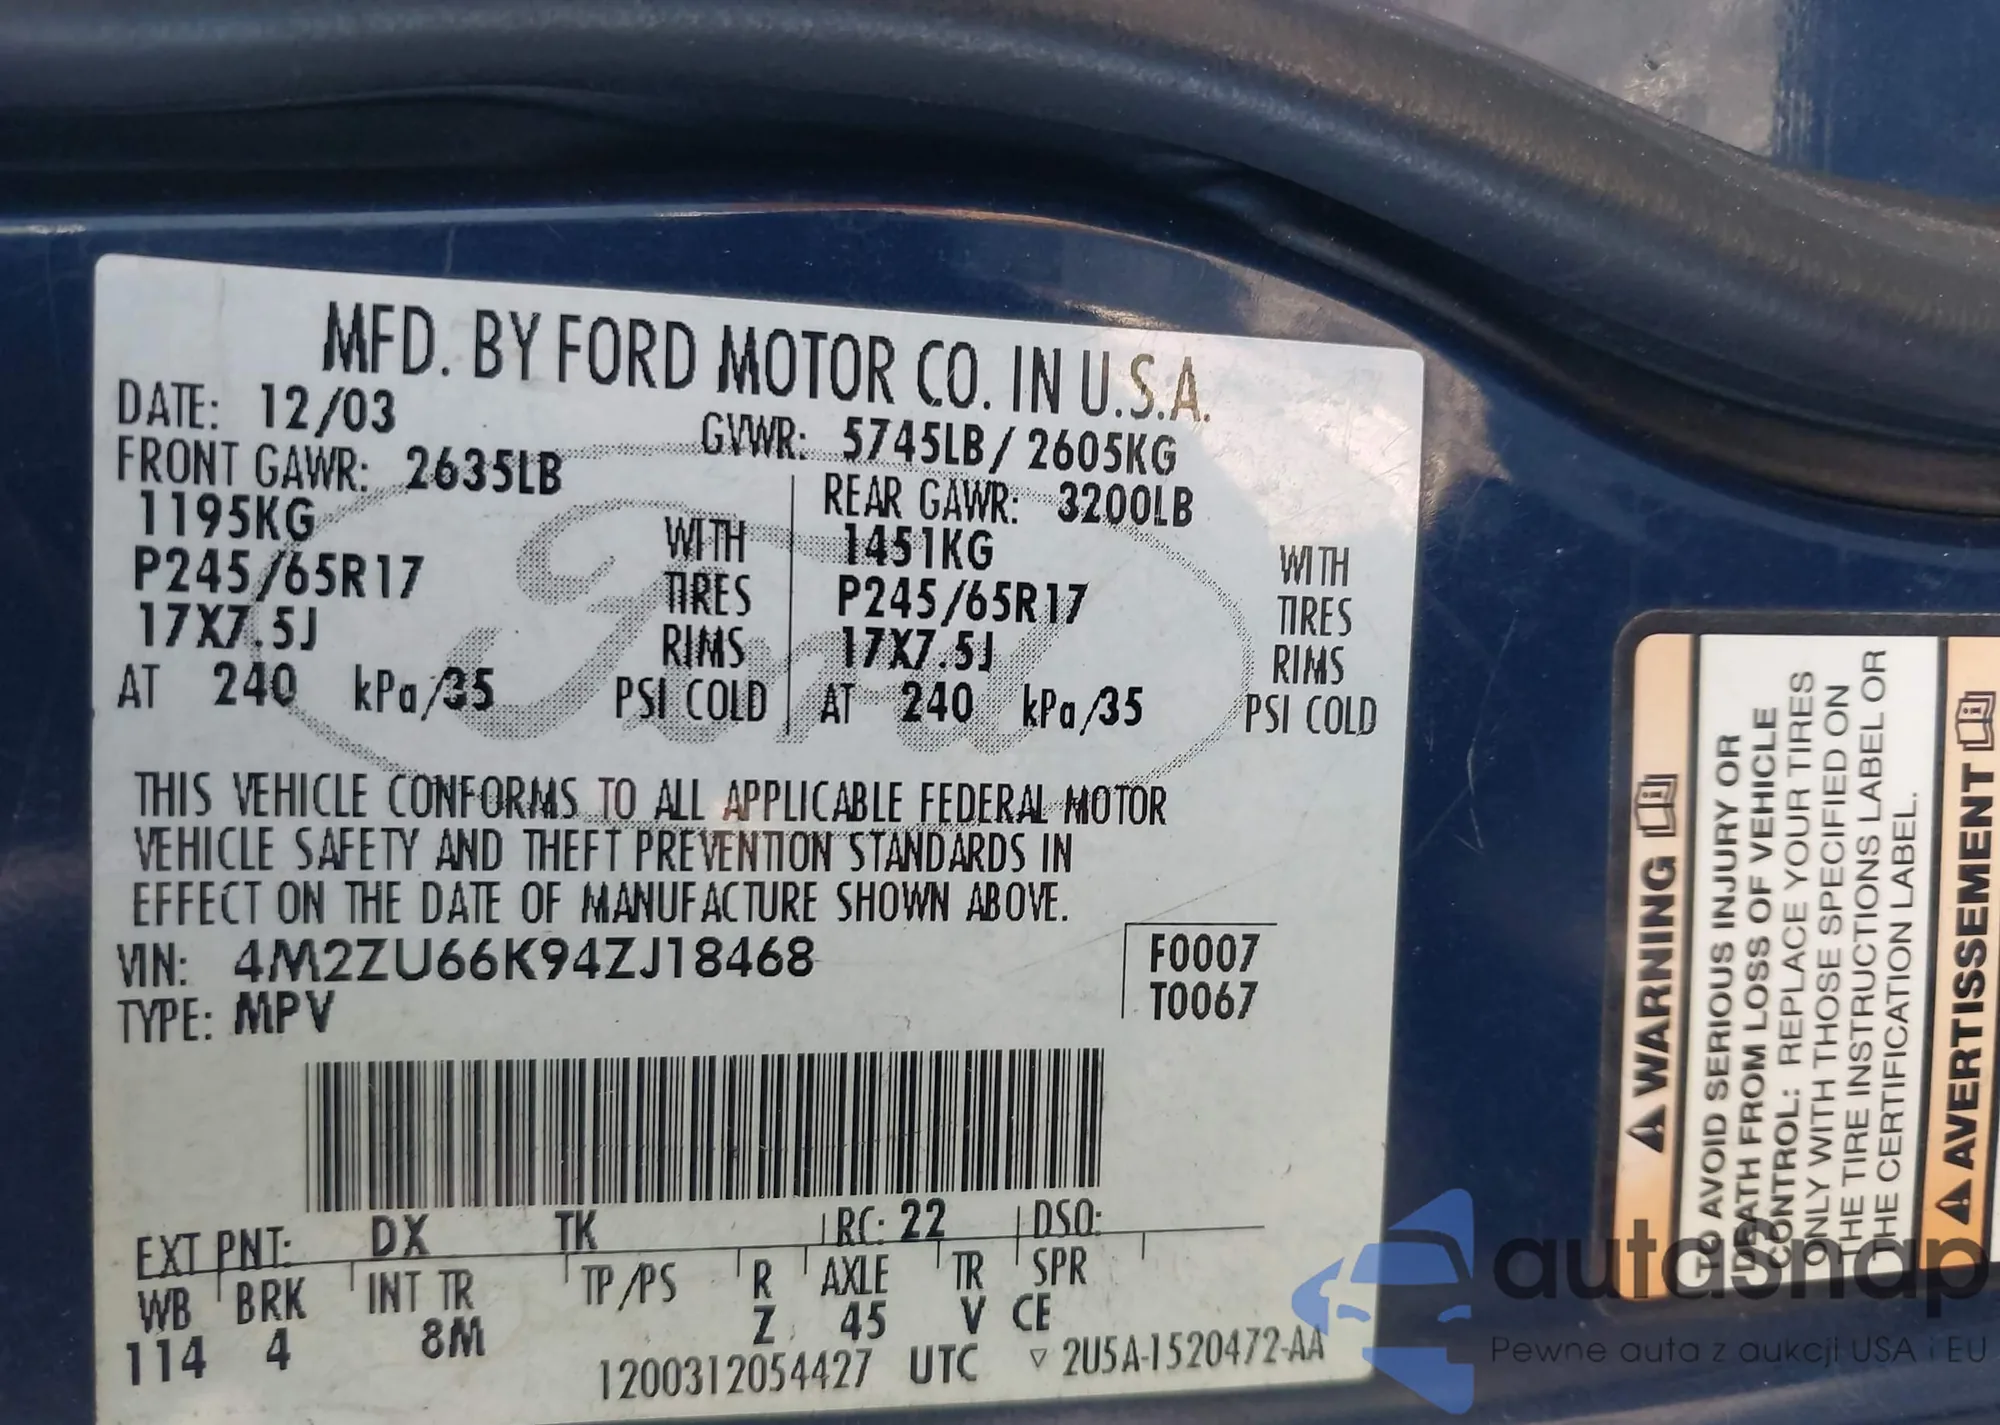 MFD. BY FORD MOTOR CO. IN U.S.A.
DATE: 12/03
GVWR: 5745LB / 2605KG
FRONT GAWR: 2635LB
REAR GAWR: 3200LB
1195KG WITH
1451KG WITH
P245/65R17 TIRES
P245/65R17 TIRES
17X7.5J RIMS
17X7.5J RIMS
AT 240 kPa/35 PSI COLD
AT 240 kPa/35 PSI COLD
Ford
THIS VEHICLE CONFORMS TO ALL APPLICABLE FEDERAL MOTOR
VEHICLE SAFETY AND THEFT PREVENTION STANDARDS IN
EFFECT ON THE DATE OF MANUFACTURE SHOWN ABOVE.
VIN: 4M2ZU66K94ZJ18468
F0007
TYPE: MPV
T0067
EXT PNT: DX TK RC: 22 DSO:
WB BRK INT TR TP/PS R AXLE TR SPR
114 4 8M Z 45 V CE
1200312054427 UTC ▽ 2U5A-1520472-AA
⚠ WARNING
TO AVOID SERIOUS INJURY OR
DEATH FROM LOSS OF VEHICLE
CONTROL: REPLACE YOUR TIRES
ONLY WITH THOSE SPECIFIED ON
THE TIRE INSTRUCTIONS LABEL OR
THE CERTIFICATION LABEL.
⚠ AVERTISSEMENT
autosnap
Pewne auta z aukcji USA i EU